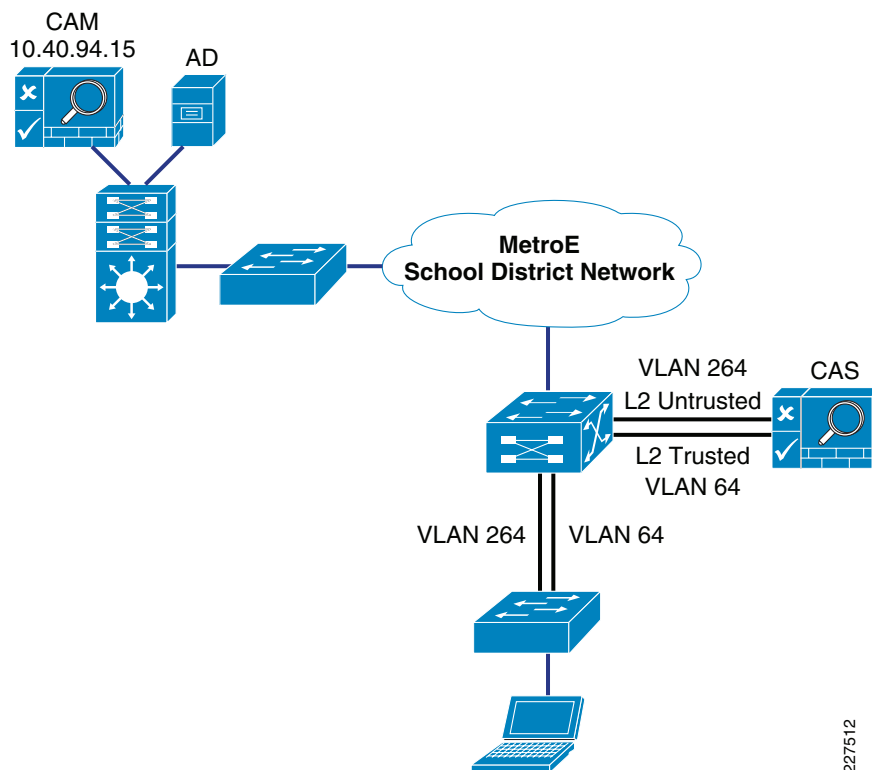 CAM
10.40.94.15
AD
MetroE
School District Network
VLAN 264
CAS
L2 Untrusted
L2 Trusted
VLAN 64
VLAN 264
VLAN 64
227512